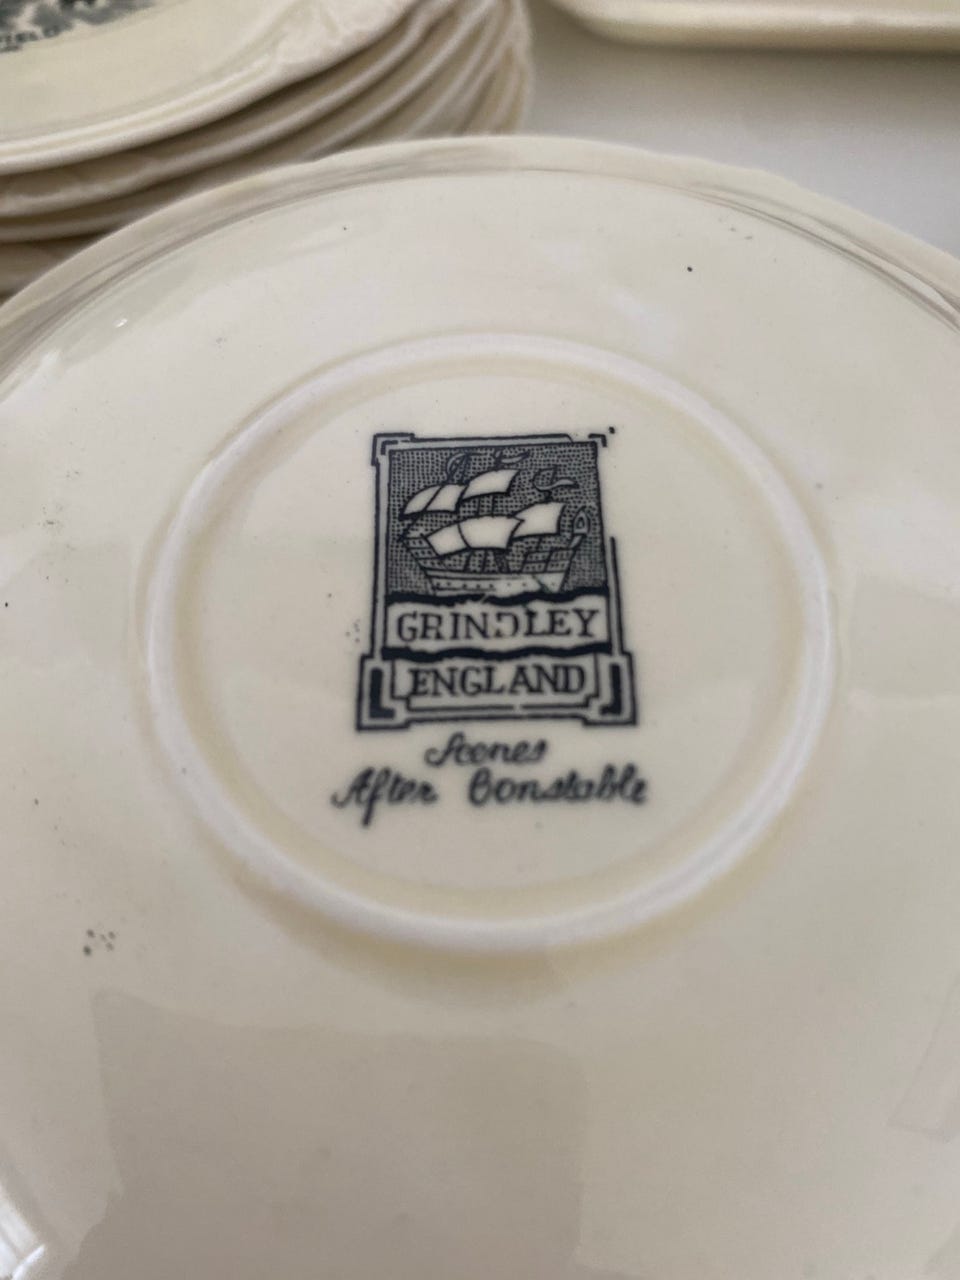 GRINDLEY
ENGLAND
Scenes
After Constable